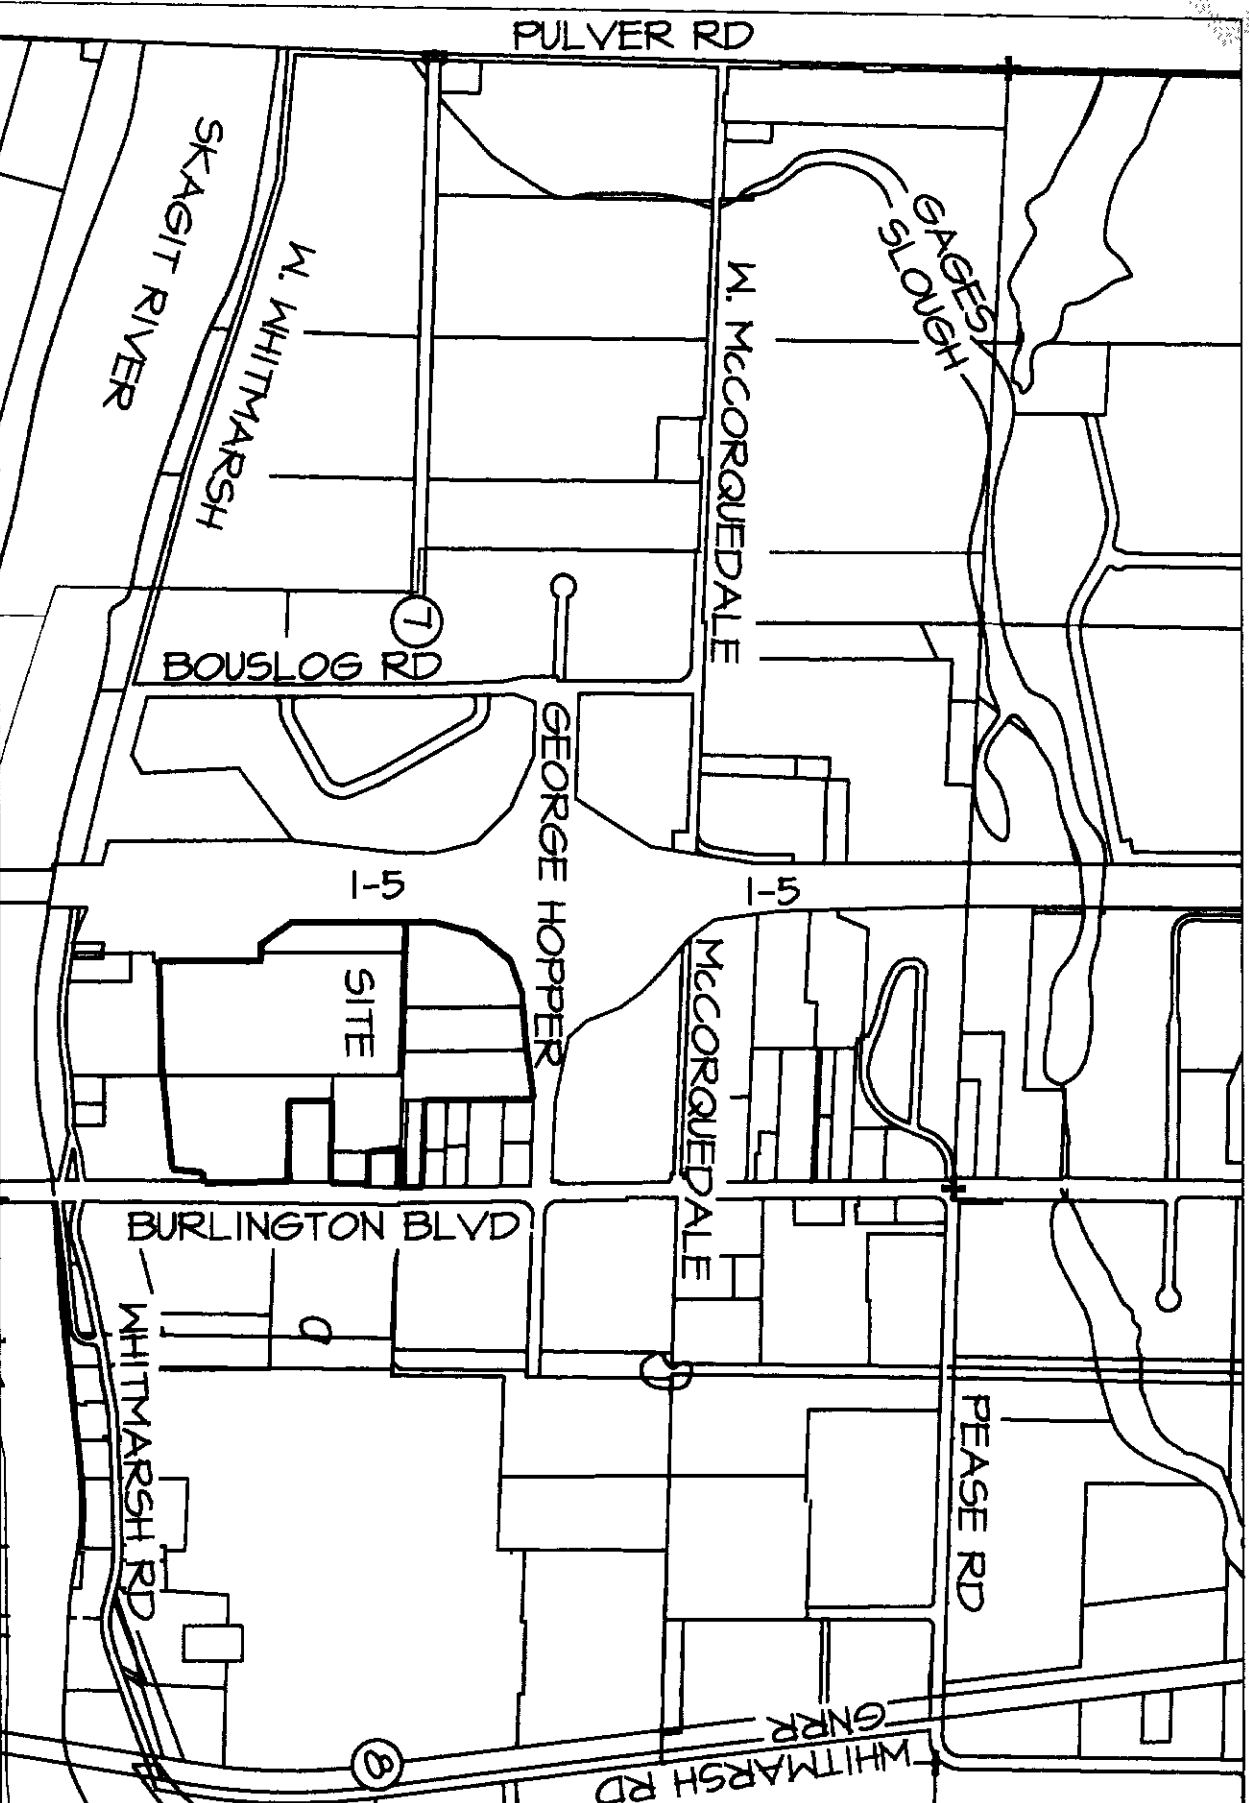 PULVER RD
SKAGIT RIVER
W. WHITMARSH
W. McCORQUEDALE
GAGES
SLOUGH
7
BOUSLOG RD
GEORGE HOPPER
I-5
I-5
SITE
McCORQUEDALE
BURLINGTON BLVD
WHITMARSH RD
PEASE RD
GNRR
WHITMARSH RD
8